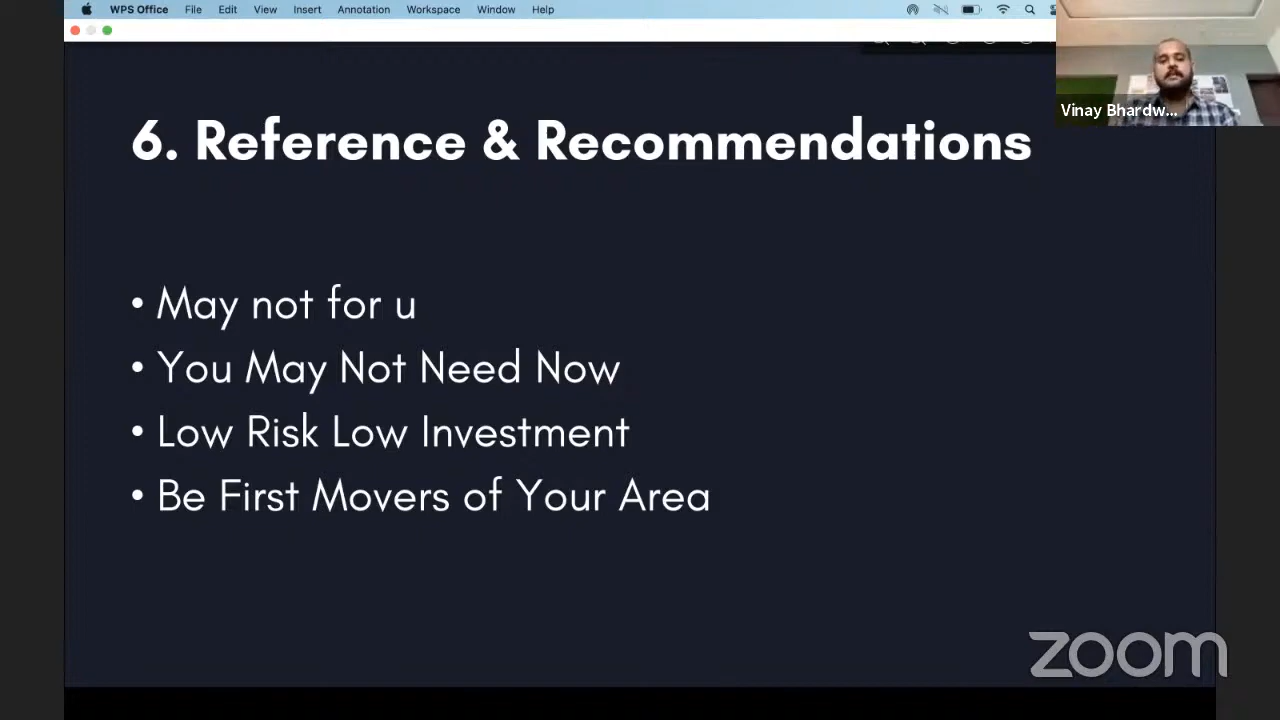 WPS Office File Edit View Insert Annotation Workspace Window Help
Vinay Bhardw...
6. Reference & Recommendations
• May not for u
• You May Not Need Now
• Low Risk Low Investment
• Be First Movers of Your Area
zoom